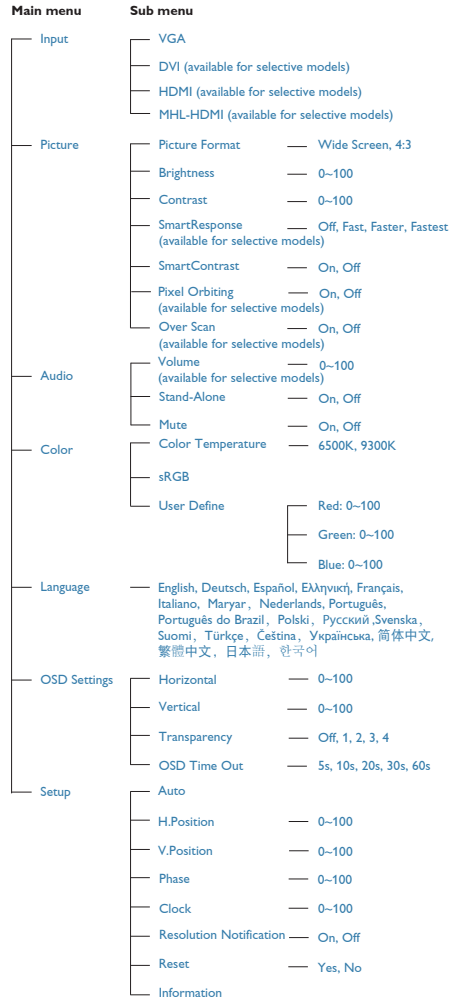 Main menu Sub menu
Input VGA
DVI (available for selective models)
HDMI (available for selective models)
MHL-HDMI (available for selective models)
Picture Picture Format Wide Screen, 4:3
Brightness 0~100
Contrast 0~100
SmartResponse Off, Fast, Faster, Fastest
(available for selective models)
SmartContrast On, Off
Pixel Orbiting On, Off
(available for selective models)
Over Scan On, Off
(available for selective models)
Volume 0~100
(available for selective models)
Audio
Stand-Alone On, Off
Mute On, Off
Color Color Temperature 6500K, 9300K
sRGB
User Define Red: 0~100
Green: 0~100
Blue: 0~100
Language English, Deutsch, Español, Ελληνική, Français,
Italiano, Maryar, Nederlands, Português,
Português do Brazil, Polski, Русский ,Svenska,
Suomi, Türkçe, Čeština, Українська, 简体中文,
繁體中文, 日本語, 한국어
OSD Settings Horizontal 0~100
Vertical 0~100
Transparency Off, 1, 2, 3, 4
OSD Time Out 5s, 10s, 20s, 30s, 60s
Setup Auto
H.Position 0~100
V.Position 0~100
Phase 0~100
Clock 0~100
Resolution Notification On, Off
Reset Yes, No
Information